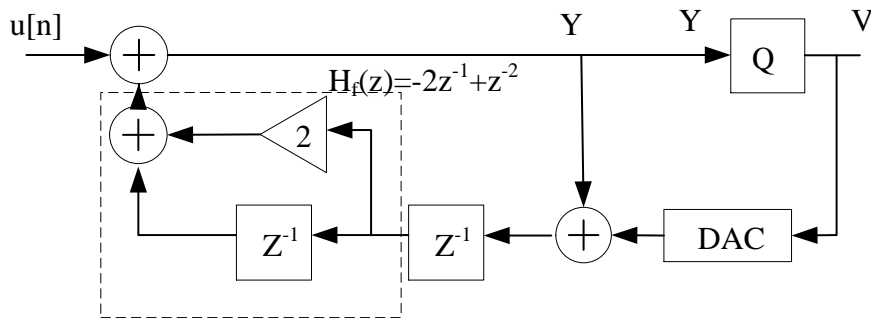 u[n]
Y
Y
V
Q
H_f(z)=-2z^{-1}+z^{-2}
2
Z^{-1}
Z^{-1}
DAC